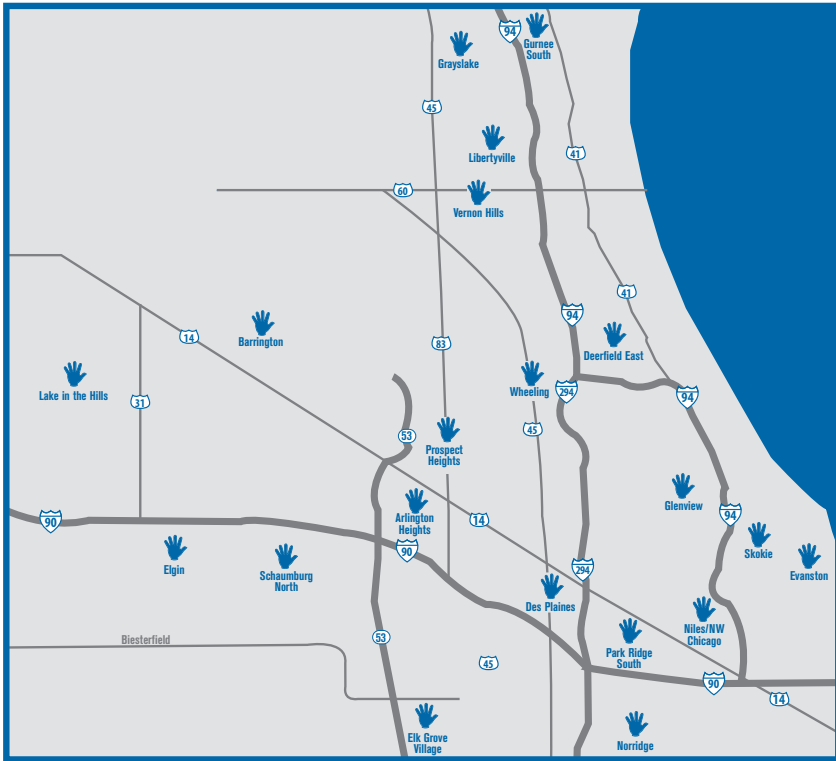 94
Gurnee
South
Grayslake
45
Libertyville
41
60
Vernon Hills
41
94
Barrington
14
83
Deerfield East
Lake in the Hills
31
Wheeling
294
94
53
Prospect
Heights
45
Glenview
Arlington
Heights
14
90
94
90
Skokie
Elgin
Schaumburg
North
294
Evanston
Des Plaines
Niles/NW
Chicago
Biesterfield
53
Park Ridge
South
45
90
14
Elk Grove
Village
Norridge